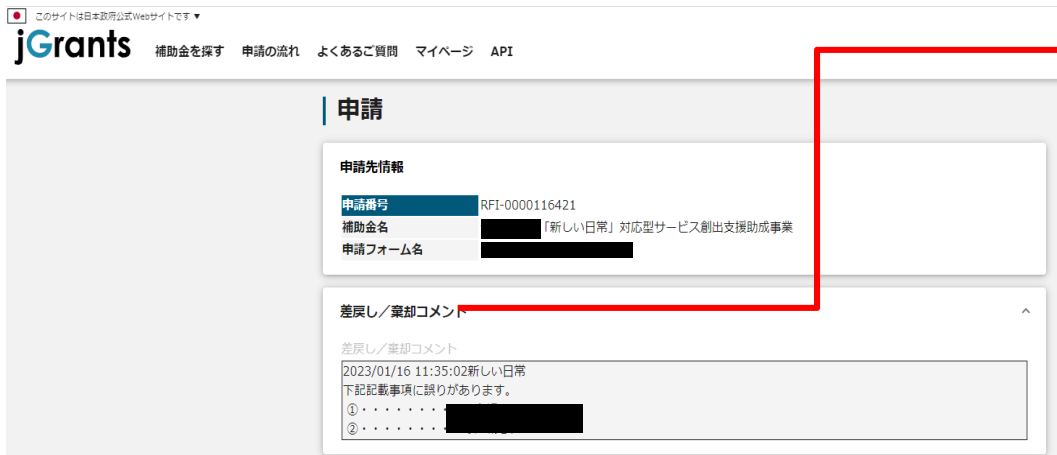 このサイトは日本政府公式Webサイトです ▼
jGrants 補助金を探す 申請の流れ よくあるご質問 マイページ API
申請
申請先情報
申請番号 RFI-0000116421
補助金名 「新しい日常」対応型サービス創出支援助成事業
申請フォーム名
差戻し／棄却コメント
差戻し／棄却コメント
2023/01/16 11:35:02新しい日常
下記記載事項に誤りがあります。
①・・・・・・・・
②・・・・・・・・